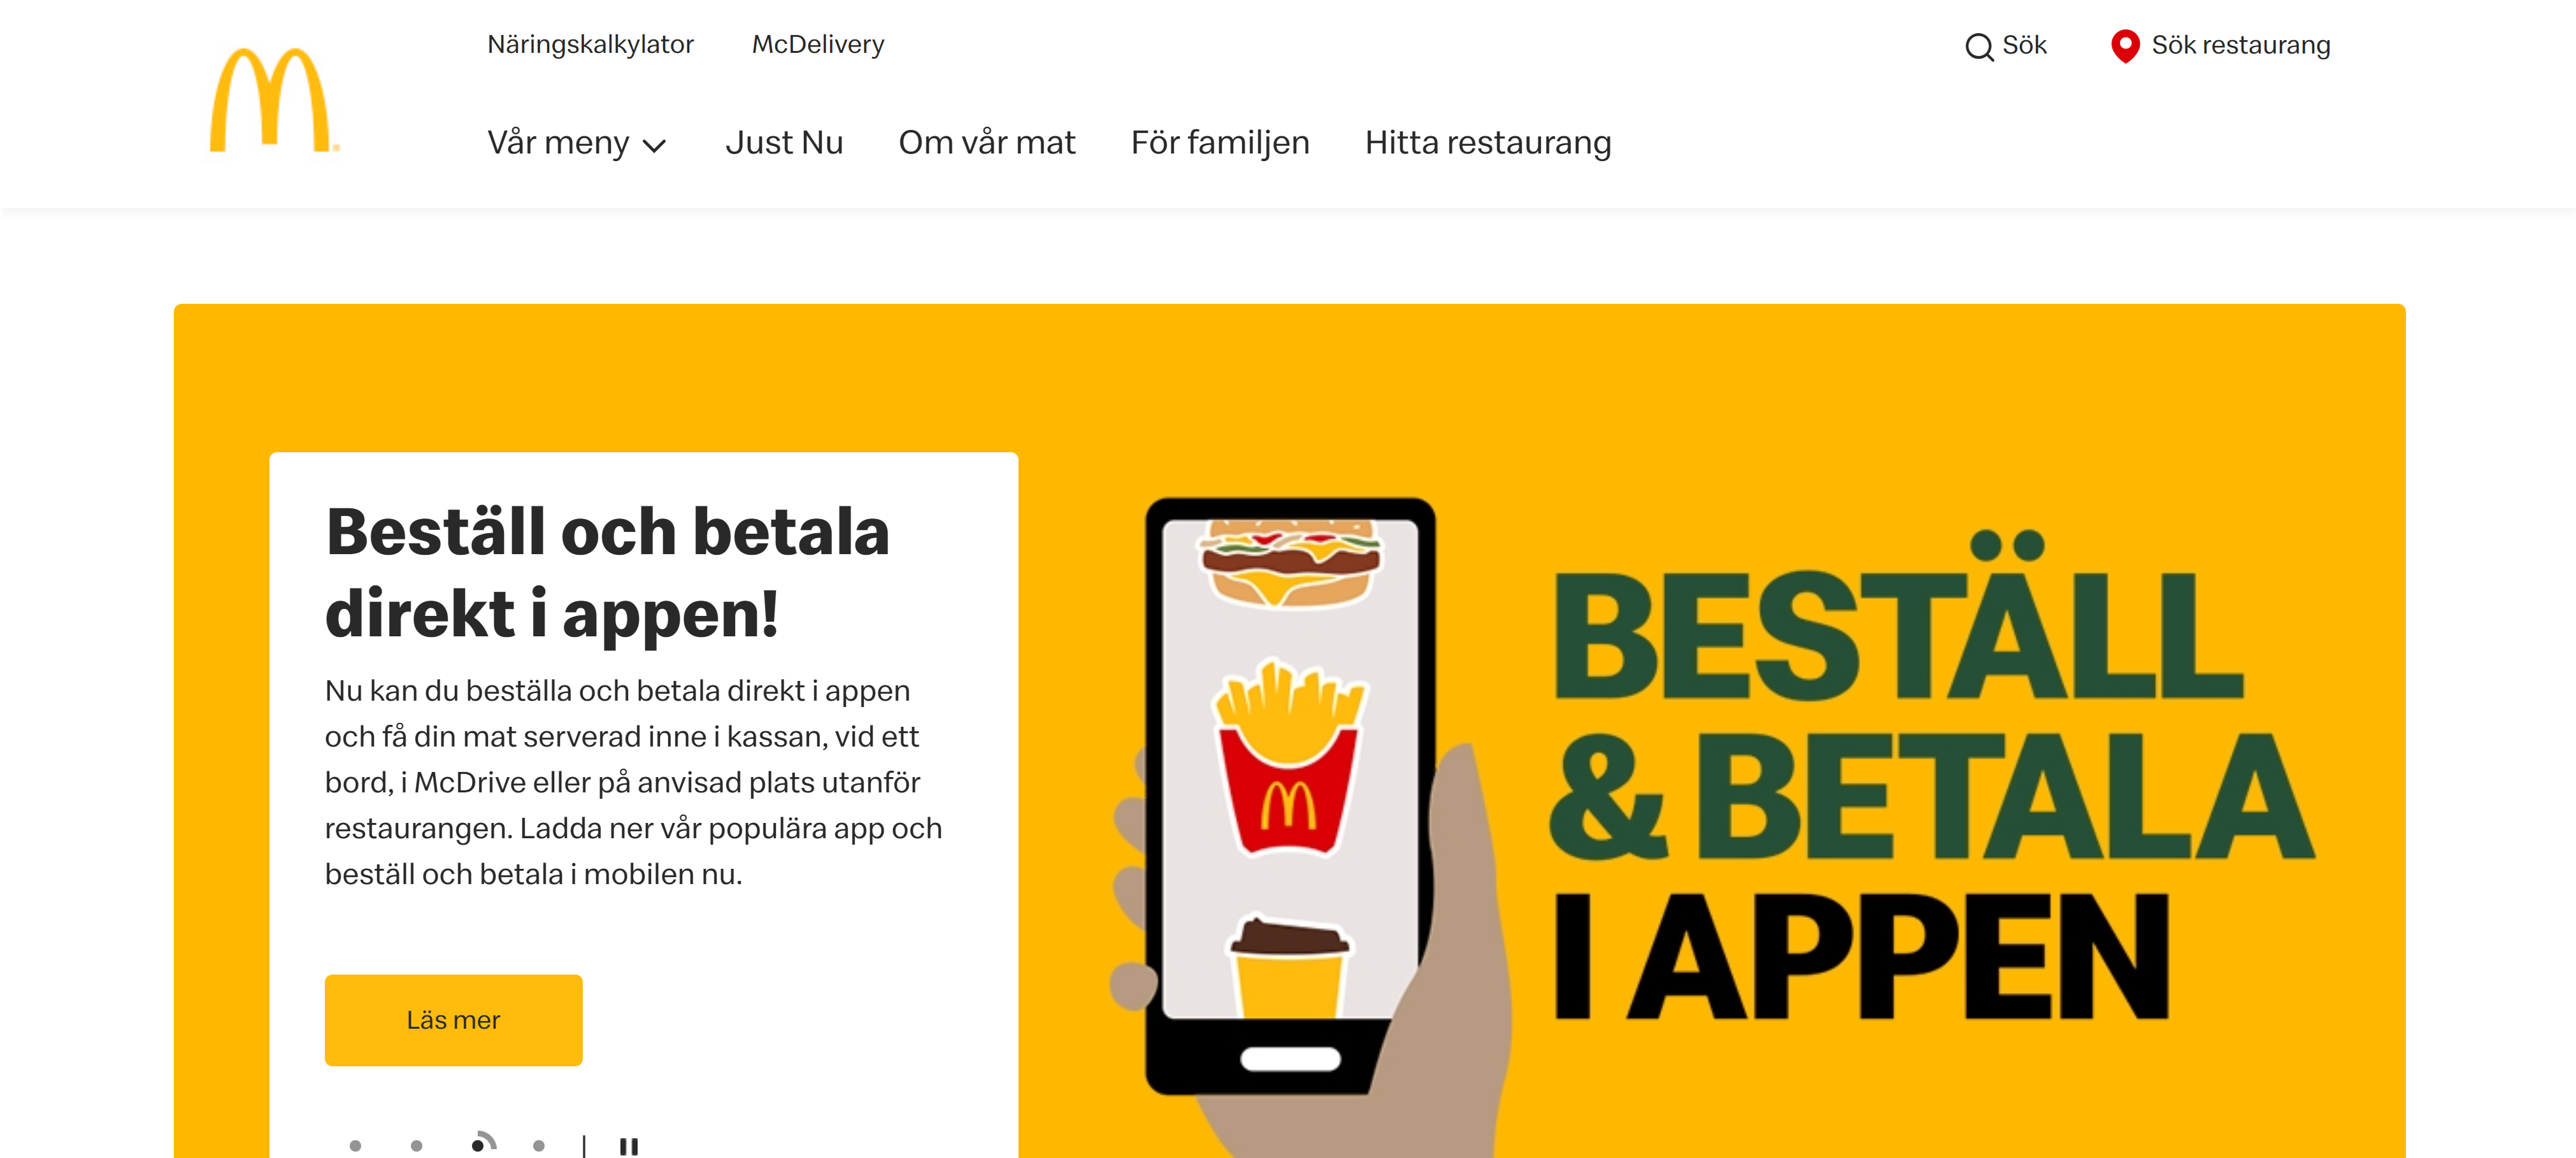 Näringskalkylator
McDelivery
Sök
Sök restaurang
Vår meny
Just Nu
Om vår mat
För familjen
Hitta restaurang
Beställ och betala
direkt i appen!
Nu kan du beställa och betala direkt i appen
och få din mat serverad inne i kassan, vid ett
bord, i McDrive eller på anvisad plats utanför
restaurangen. Ladda ner vår populära app och
beställ och betala i mobilen nu.
Läs mer
BESTÄLL
& BETALA
I APPEN